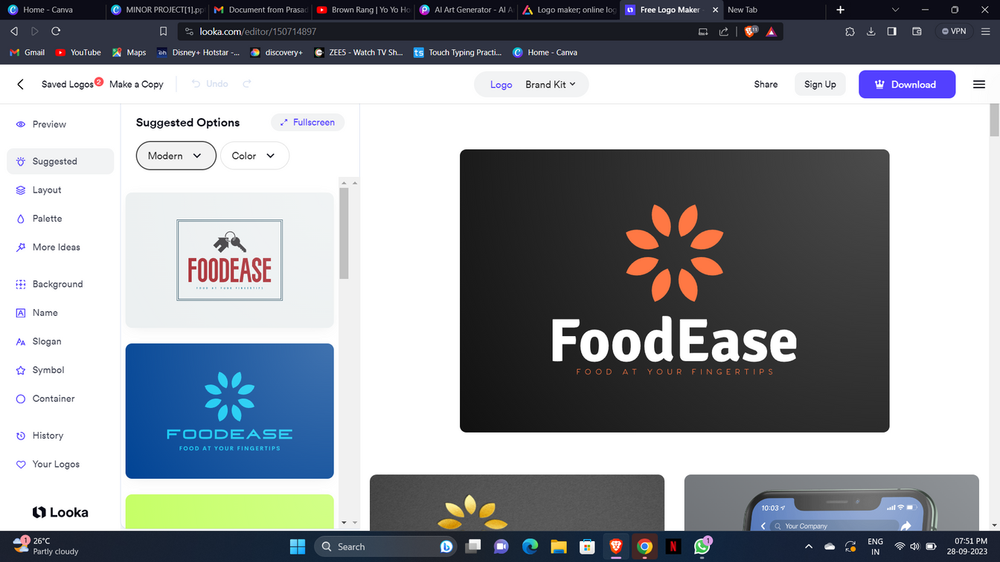 Home - Canva
MINOR PROJECT[1].pp
Document from Prasad
Brown Rang | Yo Yo Ho
AI Art Generator - AI A
Logo maker; online log
Free Logo Maker
New Tab
looka.com/editor/150714897
11
VPN
Gmail
YouTube
Maps
Disney+ Hotstar -...
discovery+
ZEE5 - Watch TV Sh...
Touch Typing Practi...
Home - Canva
Saved Logos 2
Make a Copy
Undo
Logo
Brand Kit
Share
Sign Up
Download
Preview
Suggested
Layout
Palette
More Ideas
Background
Name
Slogan
Symbol
Container
History
Your Logos
Looka
Suggested Options
Fullscreen
Modern
Color
FOODEASE
FOOD AT YOUR FINGERTIPS
FOODEASE
FOOD AT YOUR FINGERTIPS
FoodEase
FOOD AT YOUR FINGERTIPS
10:03
Your Company
1
26°C
Partly cloudy
Search
1
ENG
IN
07:51 PM
28-09-2023